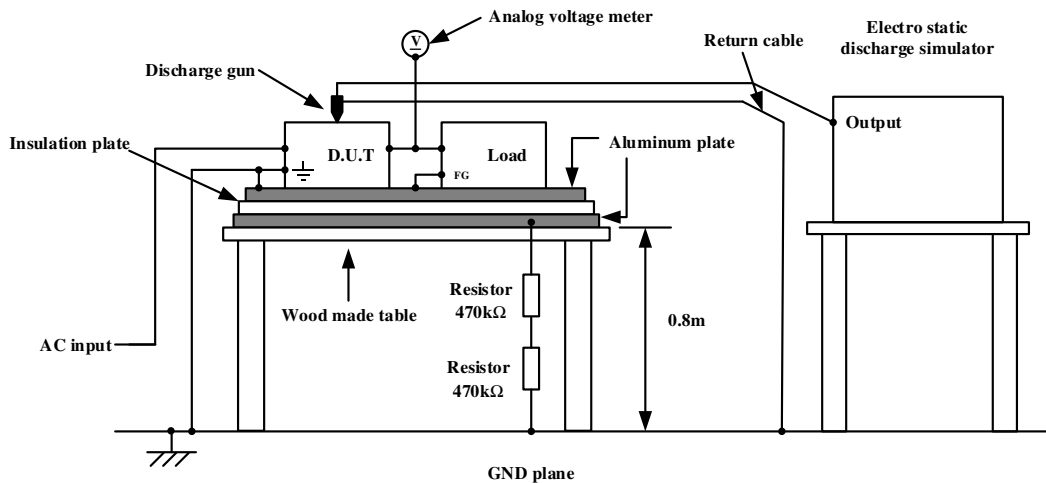 Analog voltage meter
V
Return cable
Electro static
discharge simulator
Discharge gun
Insulation plate
D.U.T
Load
Aluminum plate
Output
FG
Wood made table
Resistor
470kΩ
0.8m
AC input
Resistor
470kΩ
GND plane